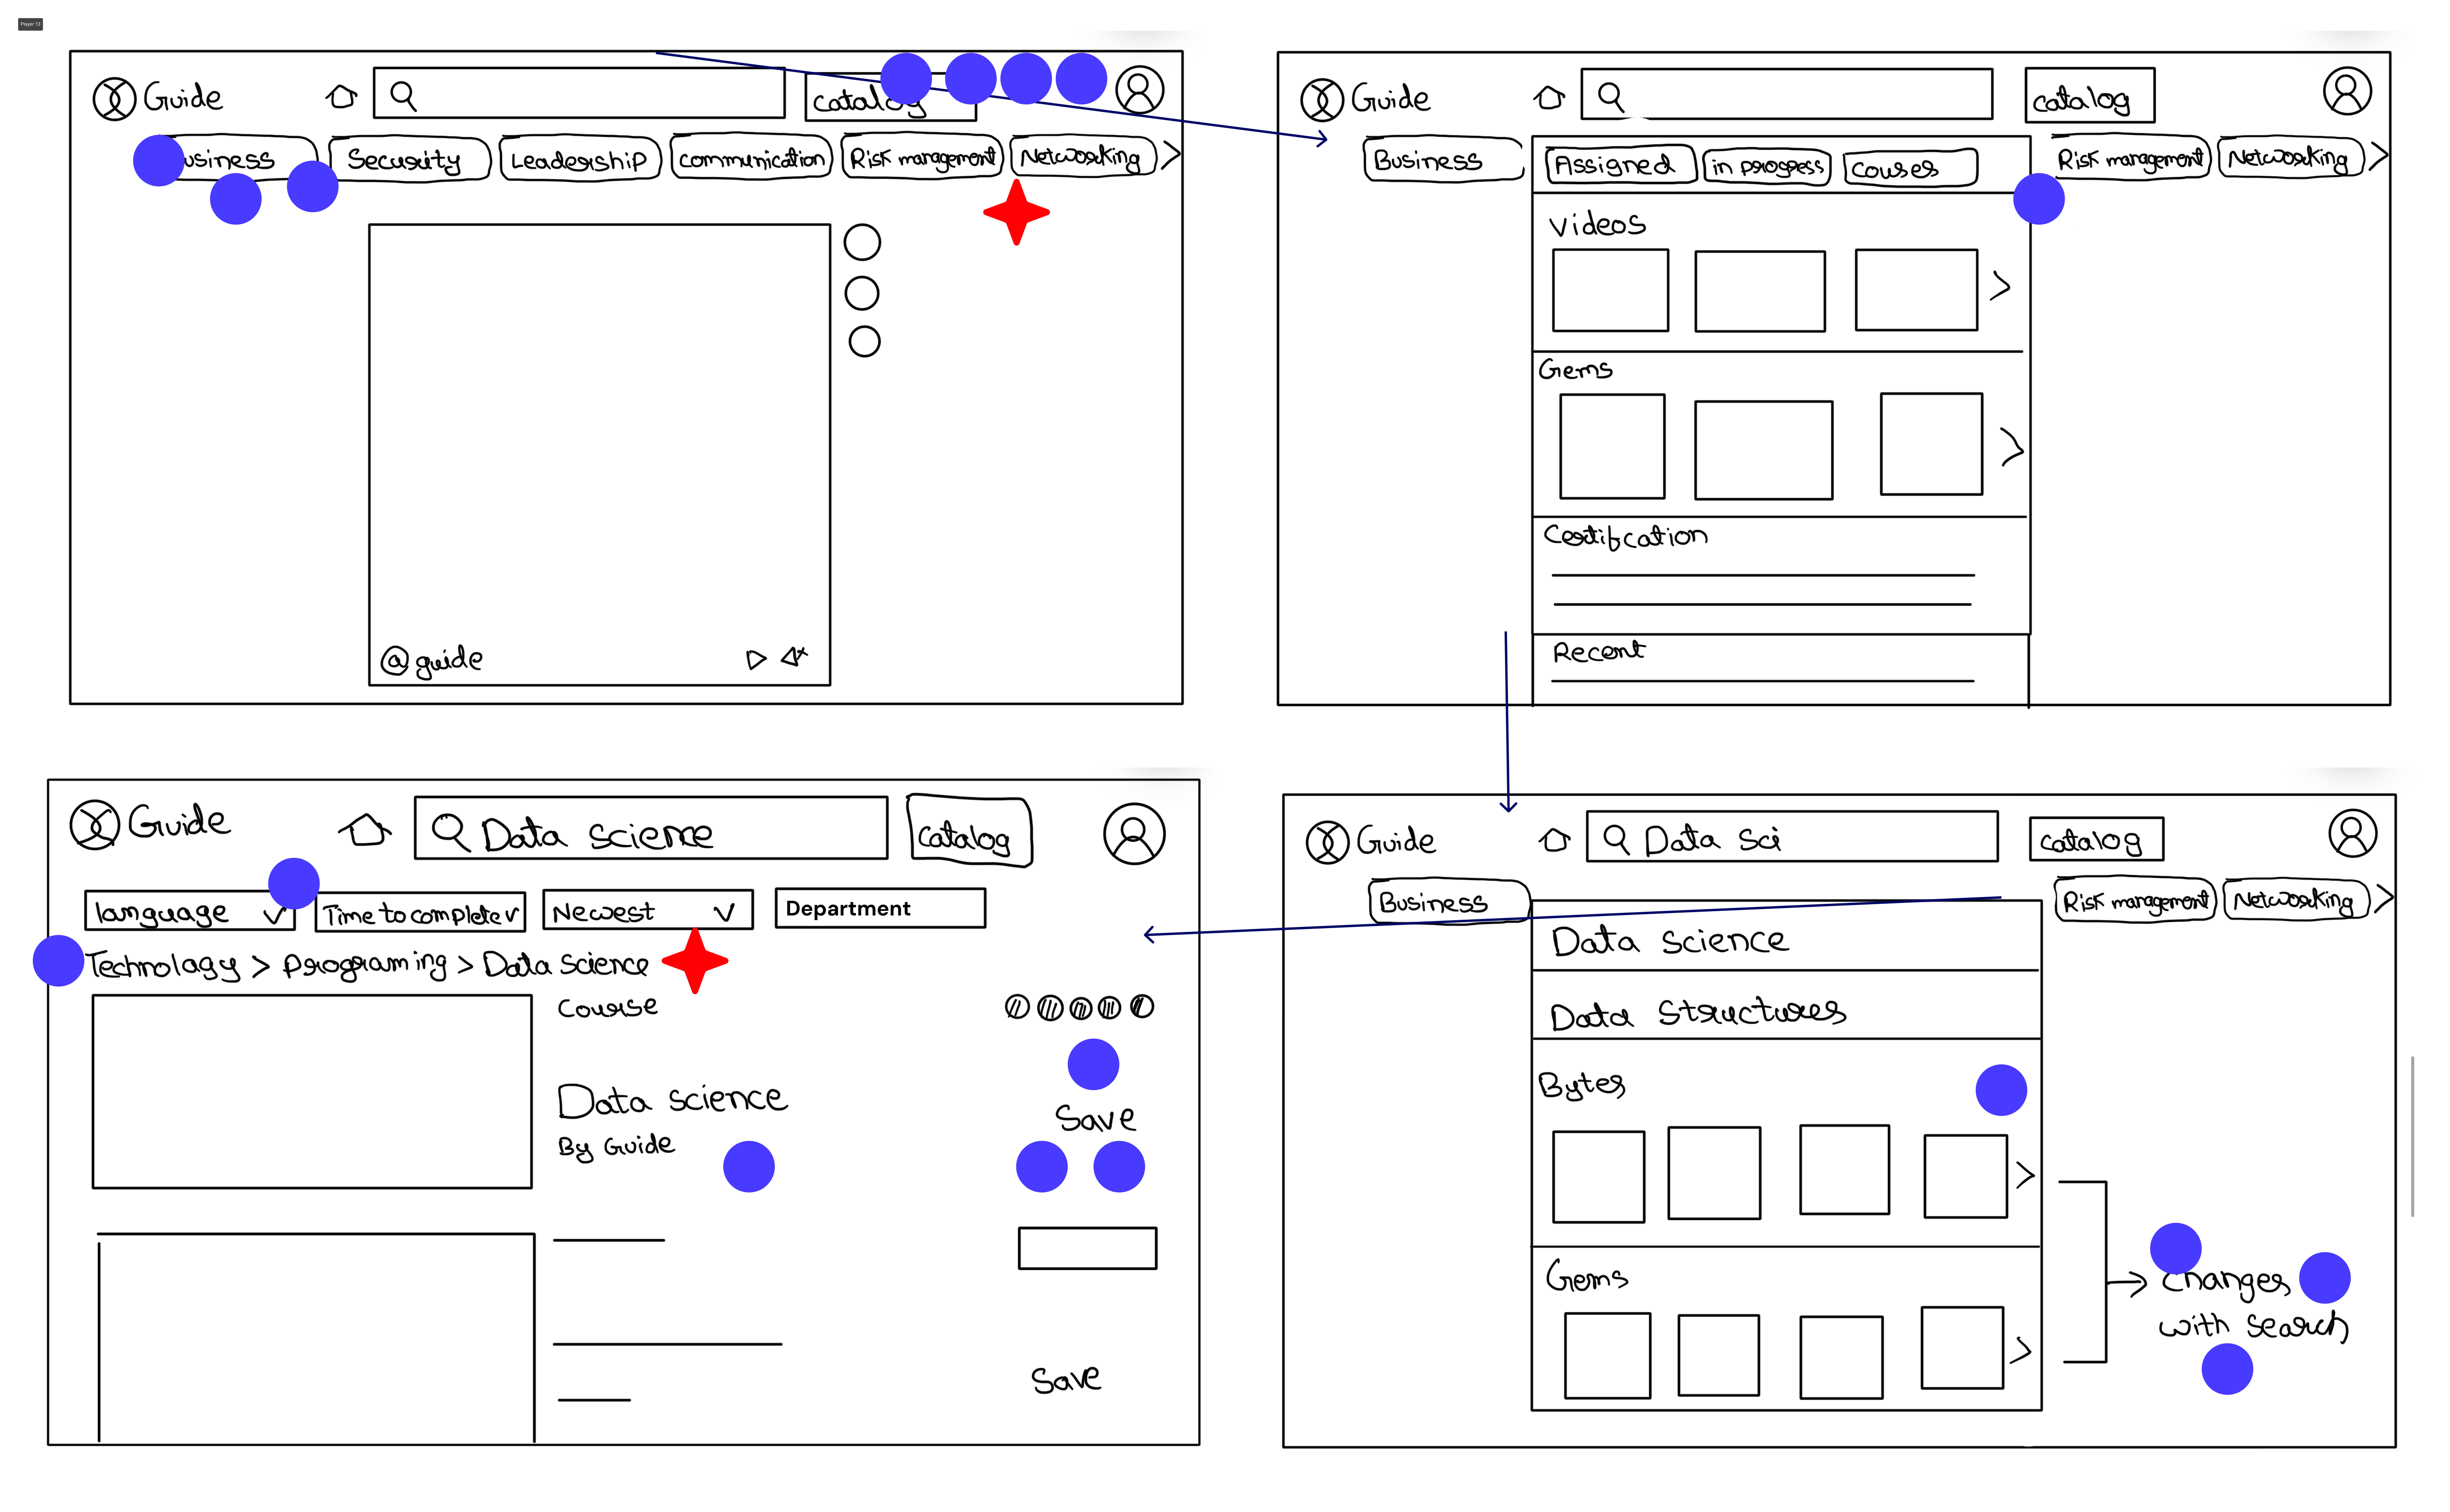 Player 13
Guide
catalog
usiness
Security
Leadership
communication
Risk management
Networking
@guide
Guide
catalog
Business
Assigned
in progress
Courses
Risk management
Networking
Videos
Gems
Certifcation
Recent
Guide
Data science
catalog
language
Time to complete
Newest
Department
Technology > programing > Data science
Course
Data science
Save
By Guide
Save
Guide
Data Sci
catalog
Business
Risk management
Networking
Data science
Data Structures
Bytes
Gems
Changes
with Search